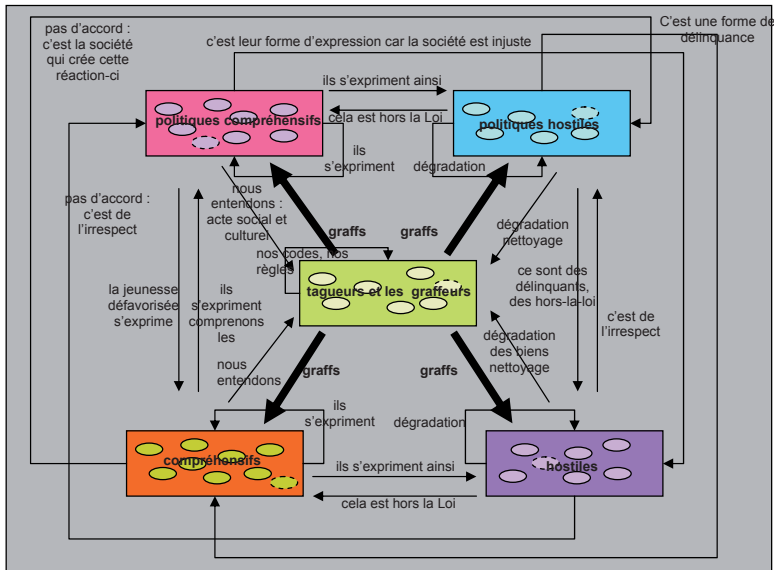 pas d'accord :
c'est la société
qui crée cette
réaction-ci
c'est leur forme d'expression car la société est injuste
C'est une forme de
délinquance
ils s'expriment ainsi
cela est hors la Loi
politiques compréhensifs
politiques hostiles
ils
s'expriment
dégradation
pas d'accord :
c'est de
l'irrespect
nous
entendons :
acte social et
culturel
graffs
graffs
dégradation
nettoyage
nos codes, nos
règles
tagueurs et les graffeurs
la jeunesse
défavorisée
s'exprime
ils
s'expriment
comprenons
les
ce sont des
délinquants,
des hors-la-loi
c'est de
l'irrespect
nous
entendons
graffs
graffs
dégradation
des biens
nettoyage
ils
s'expriment
dégradation
compréhensifs
hostiles
ils s'expriment ainsi
cela est hors la Loi